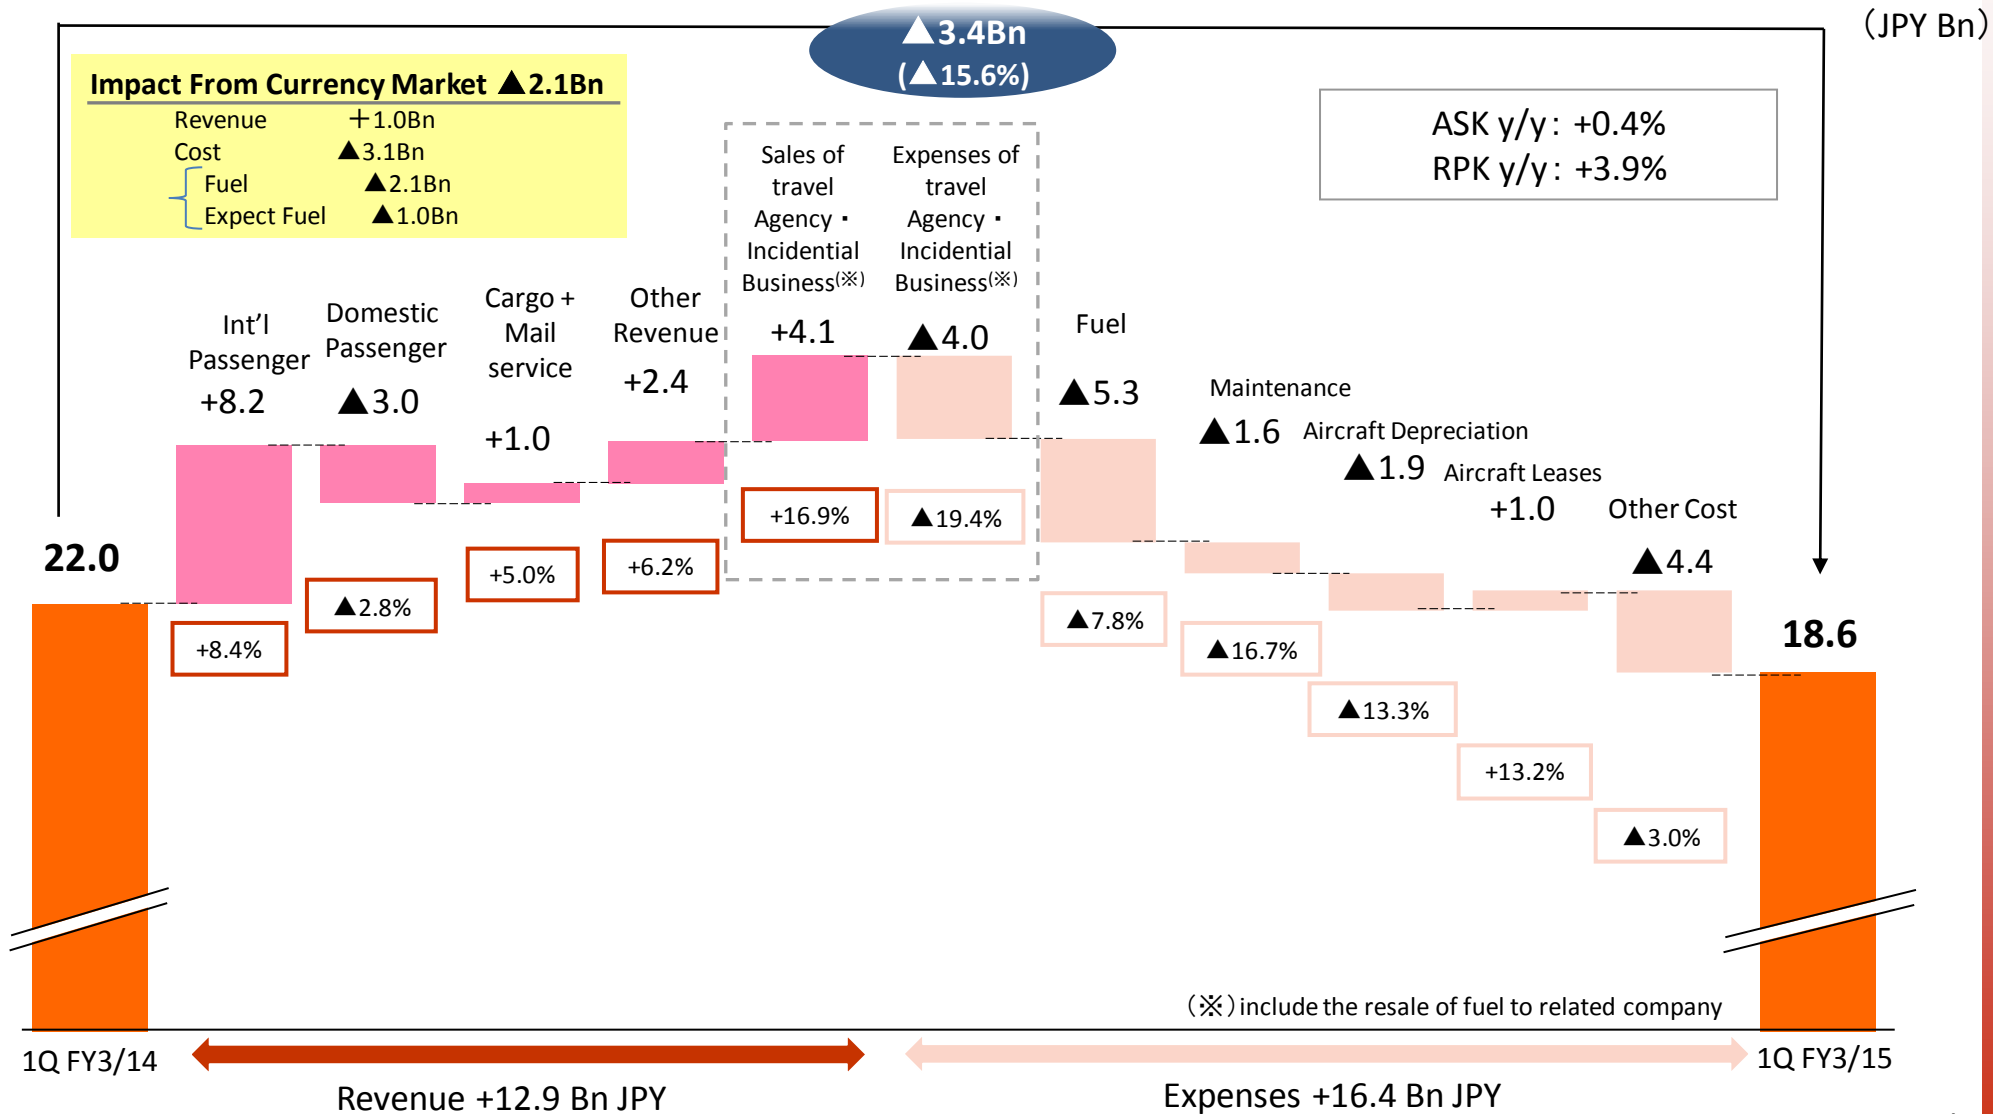 (JPY Bn)
△3.4Bn
(△15.6%)
Impact From Currency Market ▲2.1Bn
Revenue ＋1.0Bn
Cost ▲3.1Bn
Fuel ▲2.1Bn
Expect Fuel ▲1.0Bn
ASK y/y: +0.4%
RPK y/y: +3.9%
Int'l
Passenger
+8.2
Domestic
Passenger
▲3.0
Cargo +
Mail
service
+1.0
Other
Revenue
+2.4
Sales of
travel
Agency・
Incidential
Business(※)
+4.1
Expenses of
travel
Agency・
Incidential
Business(※)
▲4.0
Fuel
▲5.3
Maintenance
▲1.6
Aircraft Depreciation
▲1.9
Aircraft Leases
+1.0
Other Cost
▲4.4
22.0
+8.4%
▲2.8%
+5.0%
+6.2%
+16.9%
▲19.4%
▲7.8%
▲16.7%
▲13.3%
+13.2%
▲3.0%
18.6
(※)include the resale of fuel to related company
1Q FY3/14
1Q FY3/15
Revenue +12.9 Bn JPY
Expenses +16.4 Bn JPY